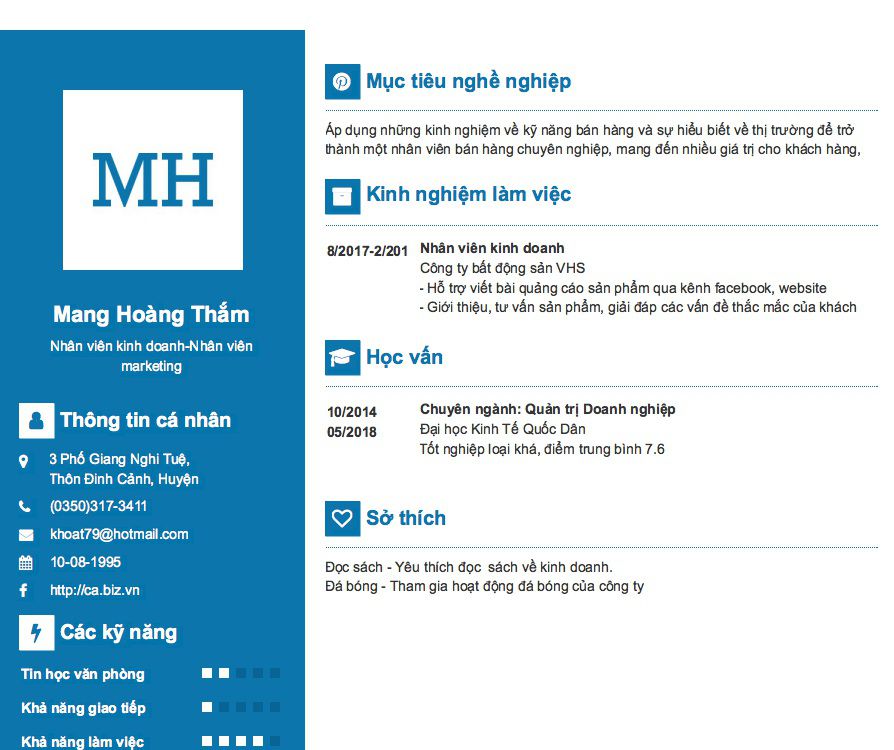 MH
Mang Hoàng Thắm
Nhân viên kinh doanh-Nhân viên
marketing
Thông tin cá nhân
3 Phố Giang Nghi Tuệ,
Thôn Đinh Cảnh, Huyện
(0350)317-3411
khoat79@hotmail.com
10-08-1995
http://ca.biz.vn
Các kỹ năng
Tin học văn phòng
Khả năng giao tiếp
Khả năng làm việc
Mục tiêu nghề nghiệp
Áp dụng những kinh nghiệm về kỹ năng bán hàng và sự hiểu biết về thị trường để trở
thành một nhân viên bán hàng chuyên nghiệp, mang đến nhiều giá trị cho khách hàng,
Kinh nghiệm làm việc
8/2017-2/201 Nhân viên kinh doanh
Công ty bất động sản VHS
- Hỗ trợ viết bài quảng cáo sản phẩm qua kênh facebook, website
- Giới thiệu, tư vấn sản phẩm, giải đáp các vấn đề thắc mắc của khách
Học vấn
10/2014 Chuyên ngành: Quản trị Doanh nghiệp
05/2018 Đại học Kinh Tế Quốc Dân
Tốt nghiệp loại khá, điểm trung bình 7.6
Sở thích
Đọc sách - Yêu thích đọc  sách về kinh doanh.
Đá bóng - Tham gia hoạt động đá bóng của công ty